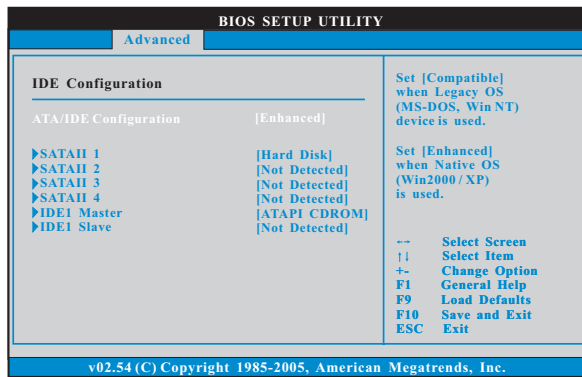 BIOS SETUP UTILITY
Advanced
IDE Configuration
ATA/IDE Configuration [Enhanced]
SATAII 1 [Hard Disk]
SATAII 2 [Not Detected]
SATAII 3 [Not Detected]
SATAII 4 [Not Detected]
IDE1 Master [ATAPI CDROM]
IDE1 Slave [Not Detected]
Set [Compatible]
when Legacy OS
(MS-DOS, Win NT)
device is used.
Set [Enhanced]
when Native OS
(Win2000 / XP)
is used.
←→ Select Screen
↑↓ Select Item
+- Change Option
F1 General Help
F9 Load Defaults
F10 Save and Exit
ESC Exit
v02.54 (C) Copyright 1985-2005, American Megatrends, Inc.